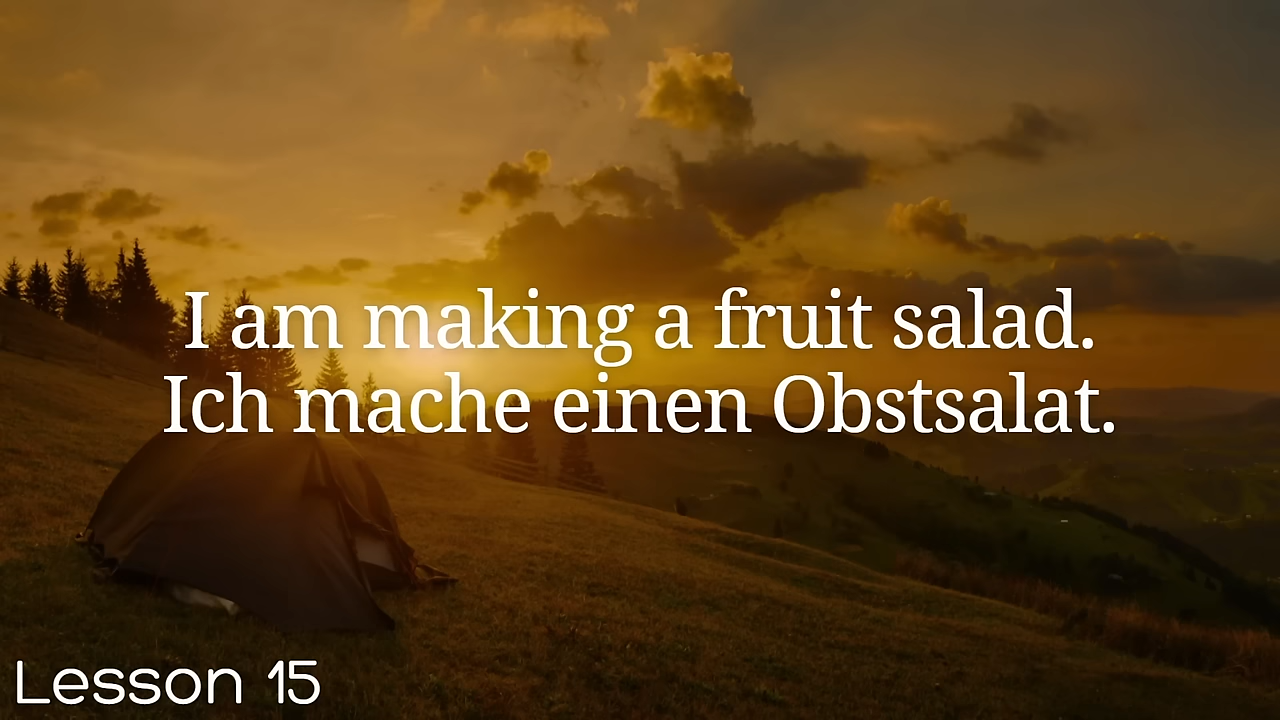 I am making a fruit salad.
Ich mache einen Obstsalat.
Lesson 15